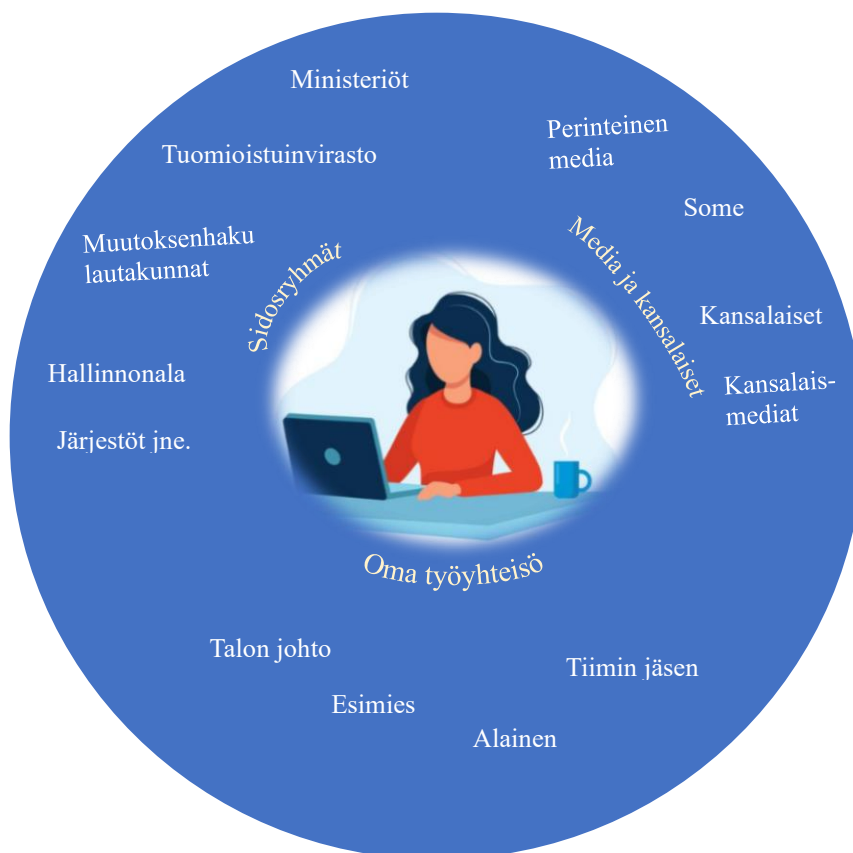 Ministeriöt
Tuomioistuinvirasto
Muutoksenhaku
lautakunnat
Hallinnonala
Järjestöt jne.
Sidosryhmät
Perinteinen
media
Some
Kansalaiset
Kansalais-
mediat
Media ja kansalaiset
Oma työyhteisö
Talon johto
Esimies
Alainen
Tiimin jäsen